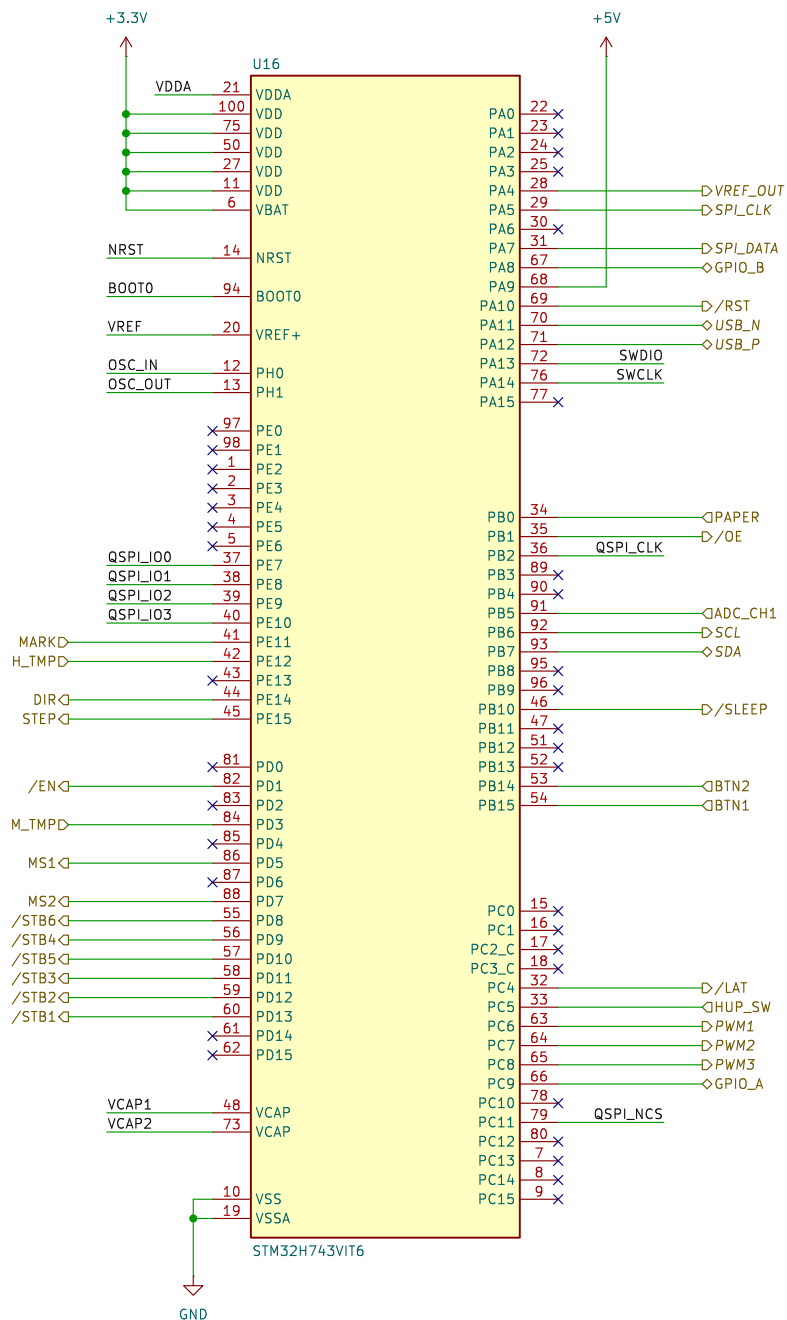 +3.3V
+5V
U16
VDDA 21 VDDA
100 VDD
75 VDD
50 VDD
27 VDD
11 VDD
6 VBAT
NRST 14 NRST
BOOT0 94 BOOT0
VREF 20 VREF+
OSC_IN 12 PH0
OSC_OUT 13 PH1
97 PE0
98 PE1
1 PE2
2 PE3
3 PE4
4 PE5
5 PE6
QSPI_IO0 37 PE7
QSPI_IO1 38 PE8
QSPI_IO2 39 PE9
QSPI_IO3 40 PE10
MARK 41 PE11
H_TMP 42 PE12
43 PE13
DIR 44 PE14
STEP 45 PE15
81 PD0
/EN 82 PD1
83 PD2
M_TMP 84 PD3
85 PD4
MS1 86 PD5
87 PD6
MS2 88 PD7
/STB6 55 PD8
/STB4 56 PD9
/STB5 57 PD10
/STB3 58 PD11
/STB2 59 PD12
/STB1 60 PD13
61 PD14
62 PD15
VCAP1 48 VCAP
VCAP2 73 VCAP
10 VSS
19 VSSA
PA0 22
PA1 23
PA2 24
PA3 25
PA4 28 VREF_OUT
PA5 29 SPI_CLK
PA6 30
PA7 31 SPI_DATA
PA8 67 GPIO_B
PA9 68
PA10 69 /RST
PA11 70 USB_N
PA12 71 USB_P
PA13 72 SWDIO
PA14 76 SWCLK
PA15 77
PB0 34 PAPER
PB1 35 /OE
PB2 36 QSPI_CLK
PB3 89
PB4 90
PB5 91 ADC_CH1
PB6 92 SCL
PB7 93 SDA
PB8 95
PB9 96
PB10 46 /SLEEP
PB11 47
PB12 51
PB13 52
PB14 53 BTN2
PB15 54 BTN1
PC0 15
PC1 16
PC2_C 17
PC3_C 18
PC4 32 /LAT
PC5 33 HUP_SW
PC6 63 PWM1
PC7 64 PWM2
PC8 65 PWM3
PC9 66 GPIO_A
PC10 78
PC11 79 QSPI_NCS
PC12 80
PC13 7
PC14 8
PC15 9
STM32H743VIT6
GND